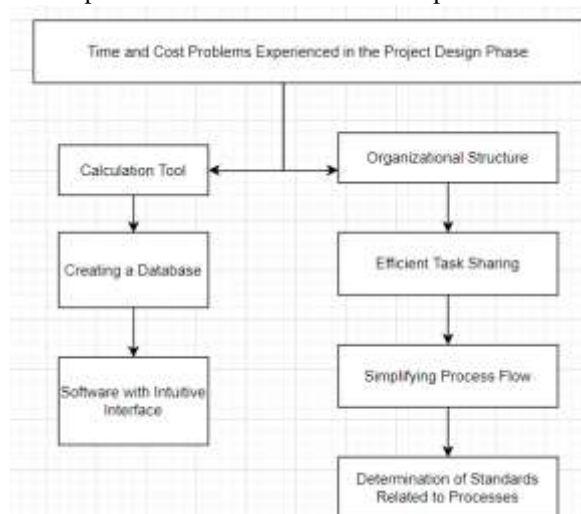 Time and Cost Problems Experienced in the Project Design Phase
Calculation Tool
Organizational Structure
Creating a Database
Efficient Task Sharing
Software with Intuitive
Interface
Simplifying Process Flow
Determination of Standards
Related to Processes